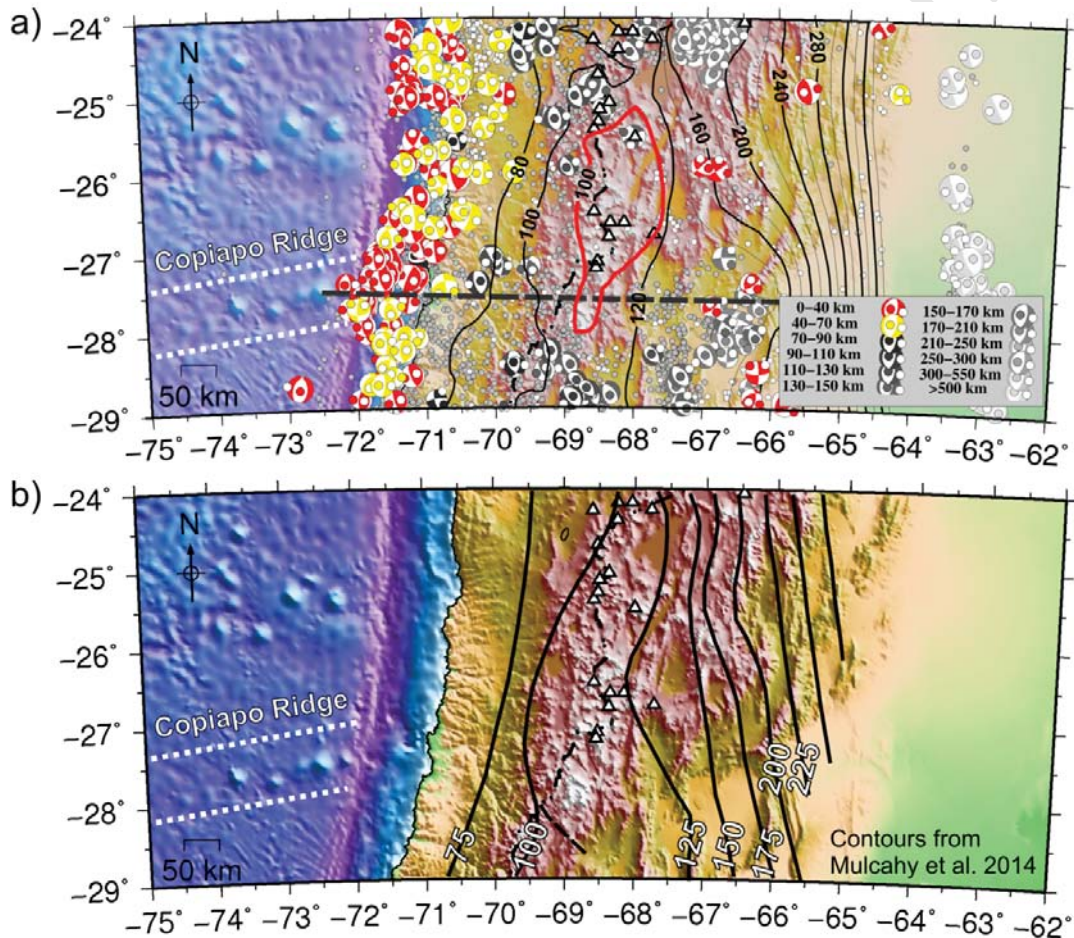 a)
−24°
−25°
−26°
−27°
−28°
−29°
N
Copiapo Ridge
50 km
80
100
100
120
160
200
240
280
0–40 km
40–70 km
70–90 km
90–110 km
110–130 km
130–150 km
150–170 km
170–210 km
210–250 km
250–300 km
300–550 km
>500 km
−75° −74° −73° −72° −71° −70° −69° −68° −67° −66° −65° −64° −63° −62°
b)
−24°
−25°
−26°
−27°
−28°
−29°
N
Copiapo Ridge
50 km
75
100
125
150
175
200
225
Contours from
Mulcahy et al. 2014
−75° −74° −73° −72° −71° −70° −69° −68° −67° −66° −65° −64° −63° −62°